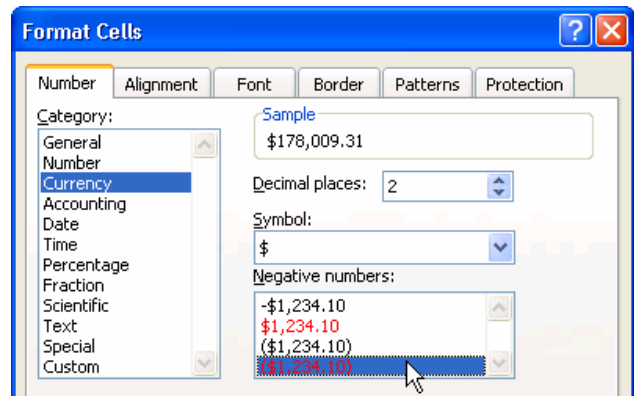 Format Cells
Number Alignment Font Border Patterns Protection
Category:
General
Number
Currency
Accounting
Date
Time
Percentage
Fraction
Scientific
Text
Special
Custom
Sample
$178,009.31
Decimal places: 2
Symbol:
$
Negative numbers:
-$1,234.10
$1,234.10
($1,234.10)
($1,234.10)